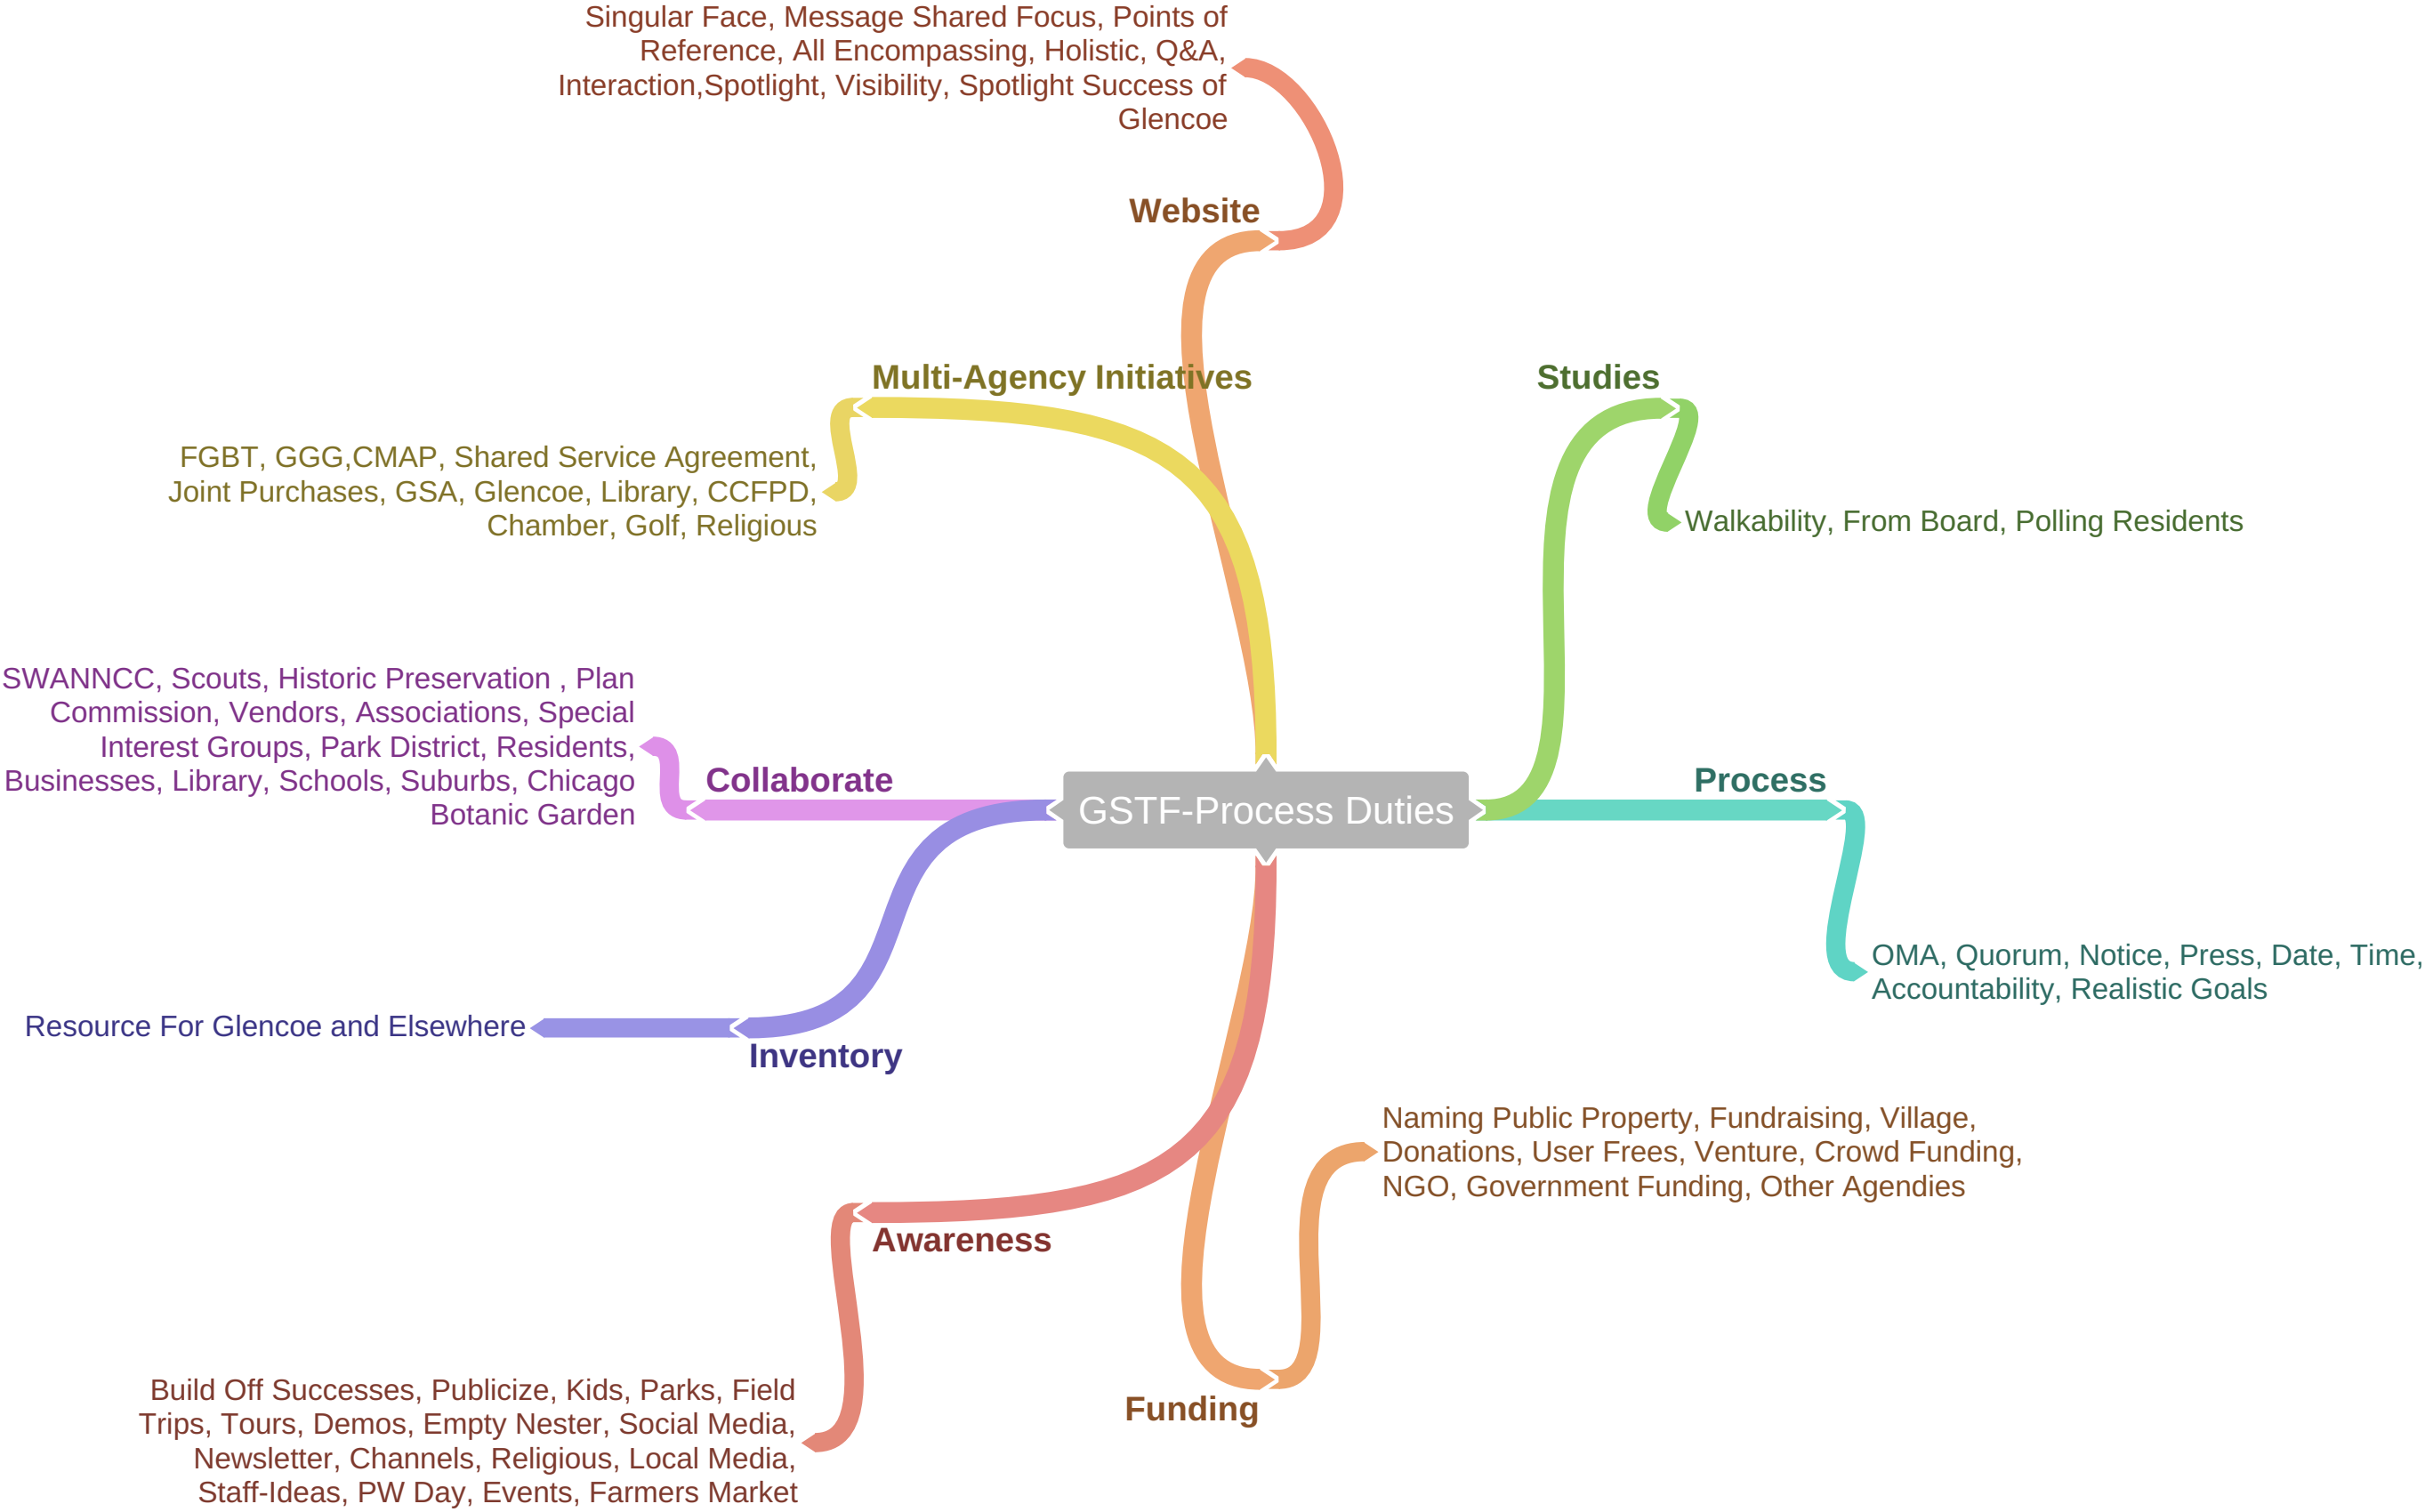 Singular Face, Message Shared Focus, Points of
Reference, All Encompassing, Holistic, Q&A,
Interaction,Spotlight, Visibility, Spotlight Success of
Glencoe
Website
Multi-Agency Initiatives
FGBT, GGG,CMAP, Shared Service Agreement,
Joint Purchases, GSA, Glencoe, Library, CCFPD,
Chamber, Golf, Religious
Studies
Walkability, From Board, Polling Residents
SWANNCC, Scouts, Historic Preservation , Plan
Commission, Vendors, Associations, Special
Interest Groups, Park District, Residents,
Businesses, Library, Schools, Suburbs, Chicago
Botanic Garden
Collaborate
GSTF-Process Duties
Process
OMA, Quorum, Notice, Press, Date, Time,
Accountability, Realistic Goals
Resource For Glencoe and Elsewhere
Inventory
Naming Public Property, Fundraising, Village,
Donations, User Frees, Venture, Crowd Funding,
NGO, Government Funding, Other Agendies
Awareness
Build Off Successes, Publicize, Kids, Parks, Field
Trips, Tours, Demos, Empty Nester, Social Media,
Newsletter, Channels, Religious, Local Media,
Staff-Ideas, PW Day, Events, Farmers Market
Funding